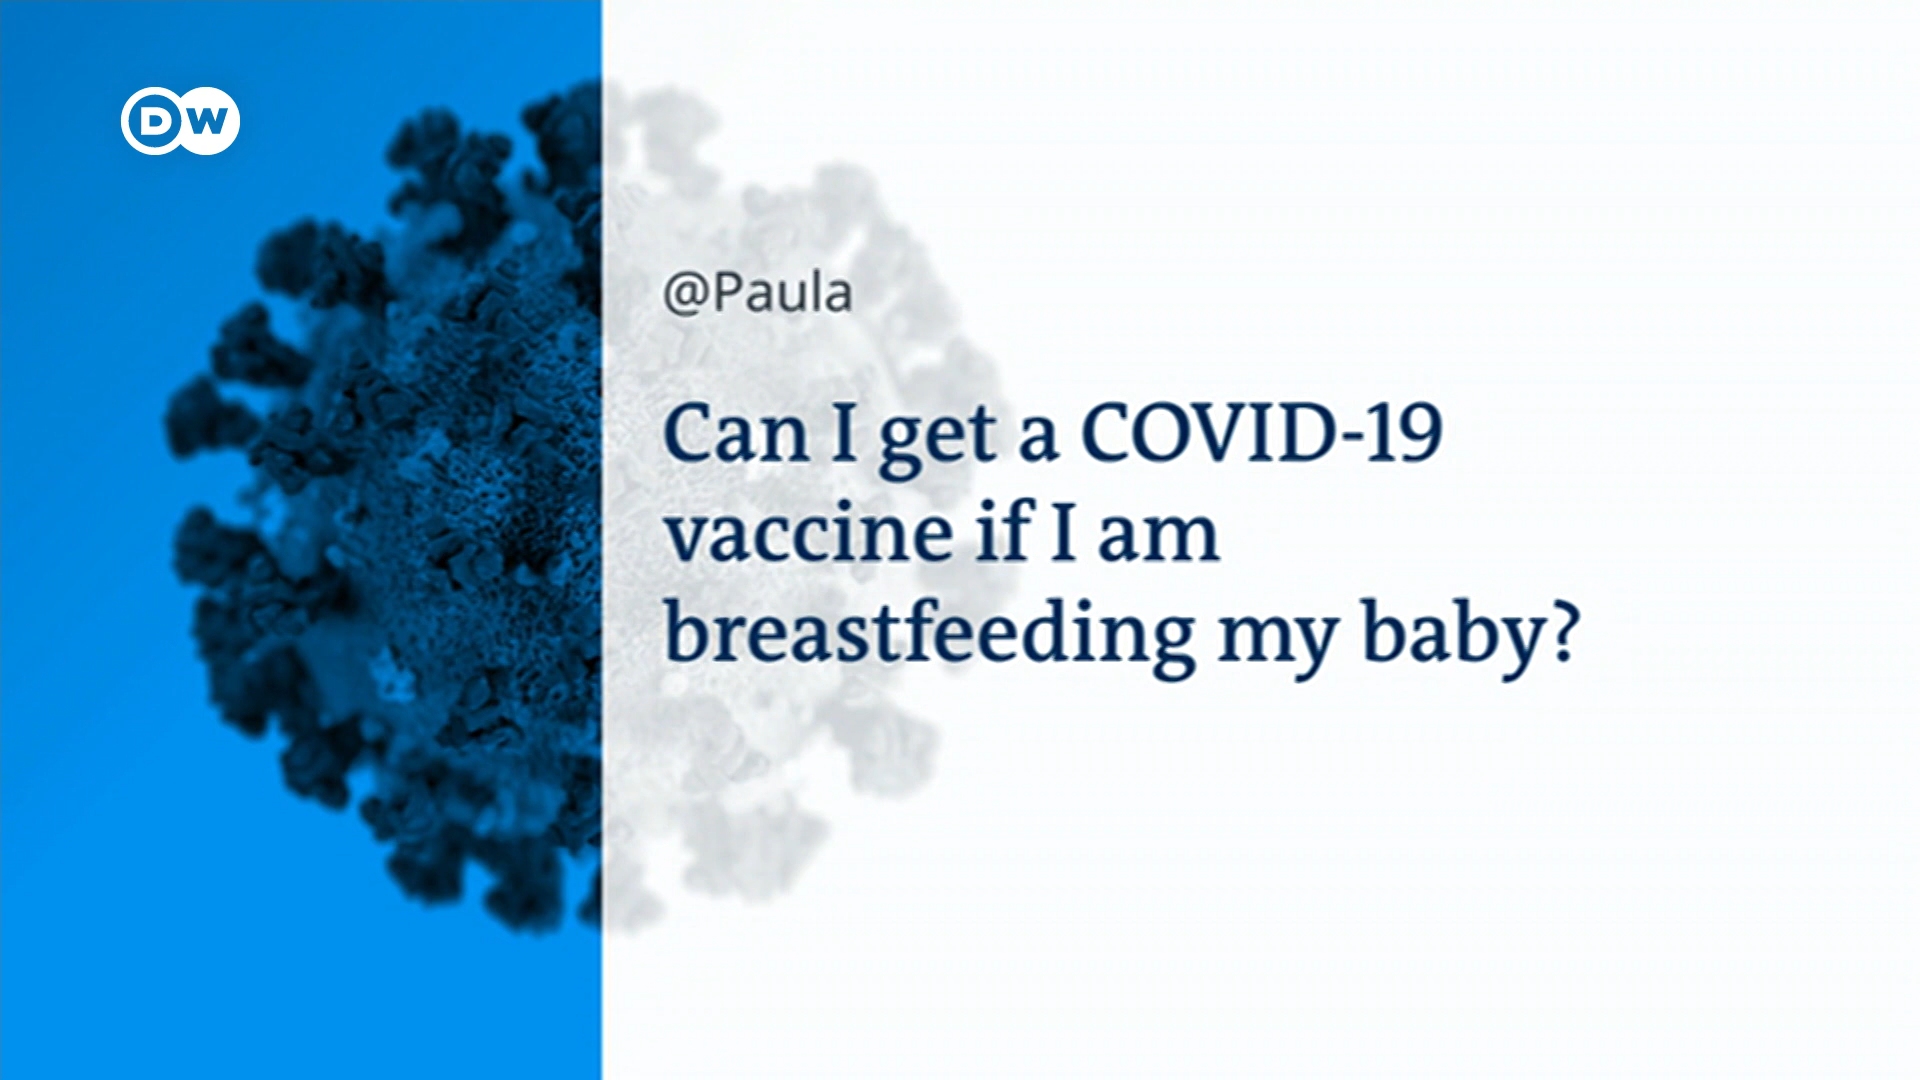 DW
@Paula
Can I get a COVID-19
vaccine if I am
breastfeeding my baby?